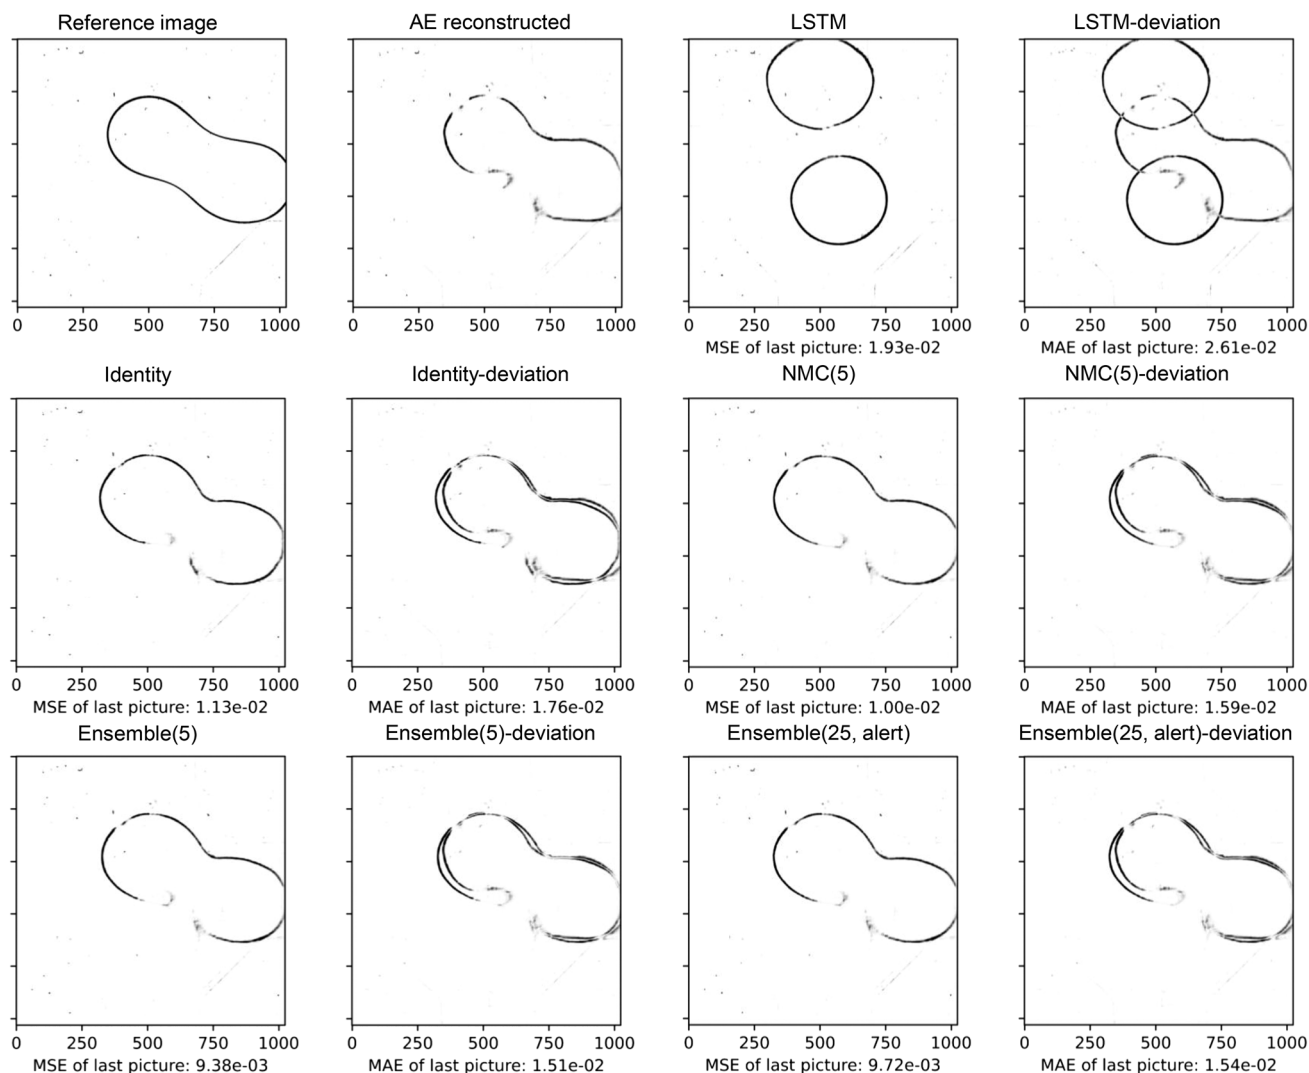 Reference image
AE reconstructed
LSTM
LSTM-deviation
0 250 500 750 1000
0 250 500 750 1000
0 250 500 750 1000
0 250 500 750 1000
MSE of last picture: 1.93e-02
MAE of last picture: 2.61e-02
Identity
Identity-deviation
NMC(5)
NMC(5)-deviation
0 250 500 750 1000
0 250 500 750 1000
0 250 500 750 1000
0 250 500 750 1000
MSE of last picture: 1.13e-02
MAE of last picture: 1.76e-02
MSE of last picture: 1.00e-02
MAE of last picture: 1.59e-02
Ensemble(5)
Ensemble(5)-deviation
Ensemble(25, alert)
Ensemble(25, alert)-deviation
0 250 500 750 1000
0 250 500 750 1000
0 250 500 750 1000
0 250 500 750 1000
MSE of last picture: 9.38e-03
MAE of last picture: 1.51e-02
MSE of last picture: 9.72e-03
MAE of last picture: 1.54e-02